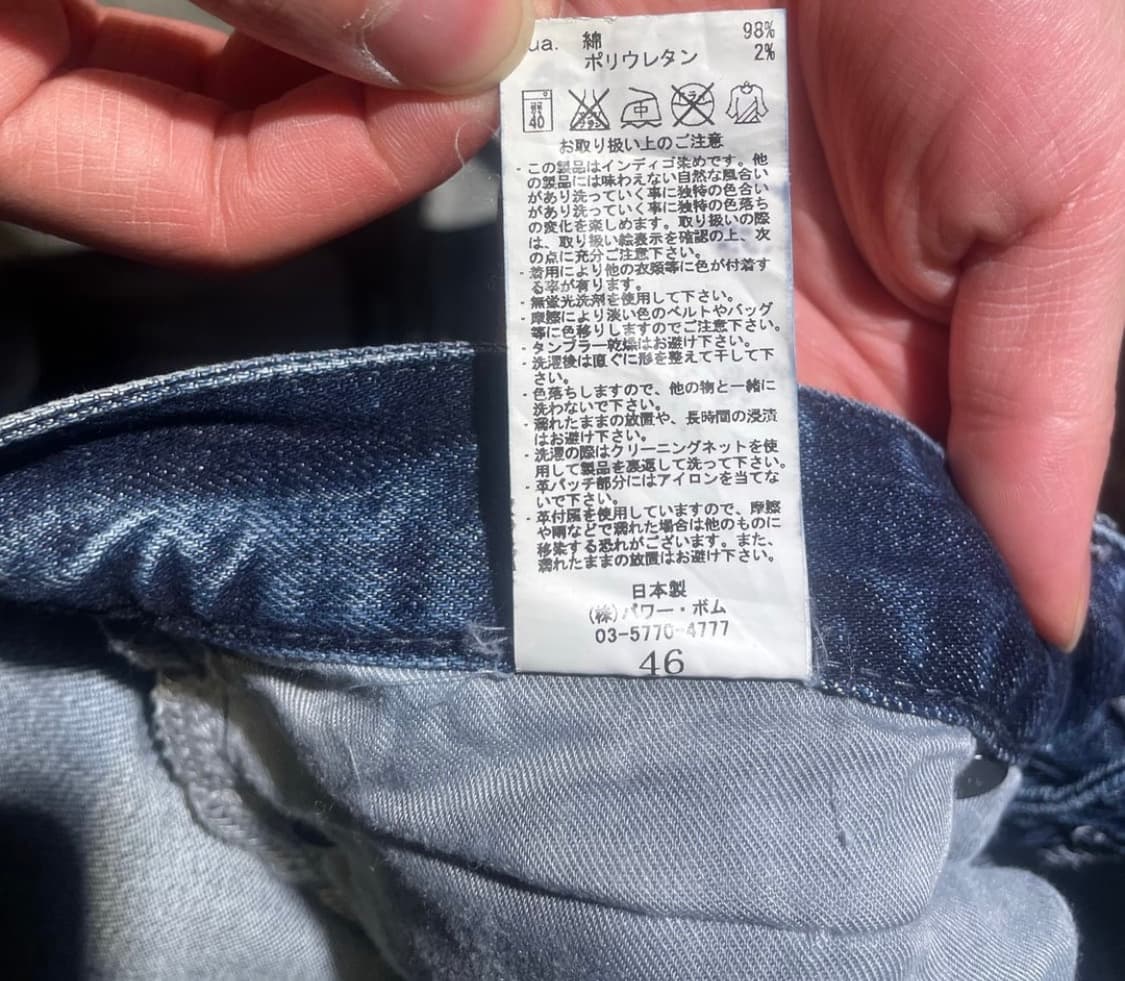 ua. 綿 98%
ポリウレタン 2%
40 中
お取り扱い上のご注意
・この製品はインディゴ染めです。他
の製品には味わえない自然な風合い
があり洗っていく事に独特の色合い
があり洗っていく事に独特の色落ち
の変化を楽しめます。取り扱いの際
は、取り扱い絵表示を確認の上、次
の点に充分ご注意下さい。
・着用により他の衣類等に色が付着す
る事が有ります。
・無蛍光洗剤を使用して下さい。
・摩擦により淡い色のベルトやバッグ
等に色移りしますのでご注意下さい。
・タンブラー乾燥はお避け下さい。
・洗濯後は直ぐに形を整えて干して下
さい。
・色落ちしますので、他の物と一緒に
洗わないで下さい。
・濡れたままの放置や、長時間の浸漬
はお避け下さい。
・洗濯の際はクリーニングネットを使
用して製品を裏返して洗って下さい。
・革パッチ部分にはアイロンを当てな
いで下さい。
・革付属を使用していますので、摩擦
や雨などで濡れた場合は他のものに
移染する恐れがございます。また、
濡れたままの放置はお避け下さい。
日本製
(株)パワー・ボム
03-5770-4777
46